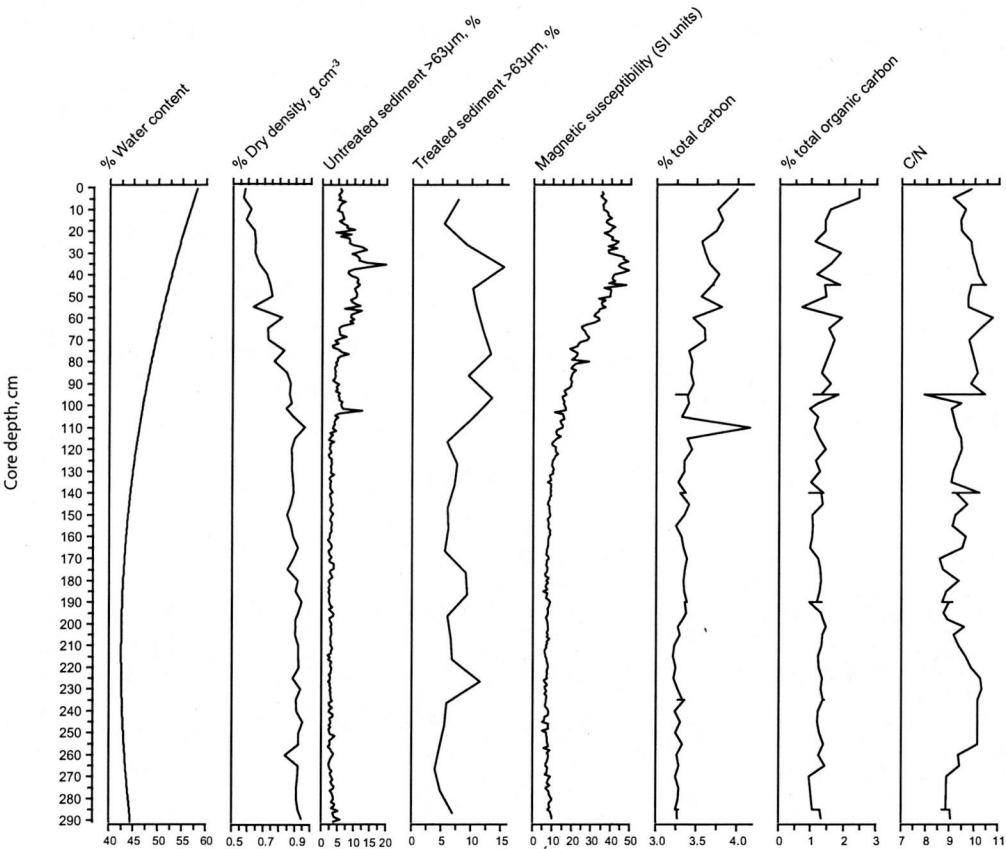 % Water content
% Dry density, g.cm-3
Untreated sediment >63µm, %
Treated sediment >63µm, %
Magnetic susceptibility (SI units)
% total carbon
% total organic carbon
C/N
Core depth, cm
0
10
20
30
40
50
60
70
80
90
100
110
120
130
140
150
160
170
180
190
200
210
220
230
240
250
260
270
280
290
40 45 50 55 60
0.5 0.7 0.9
0 5 10 15 20
0 5 10 15
0 10 20 30 40 50
3.0 3.5 4.0
0 1 2 3
7 8 9 10 11